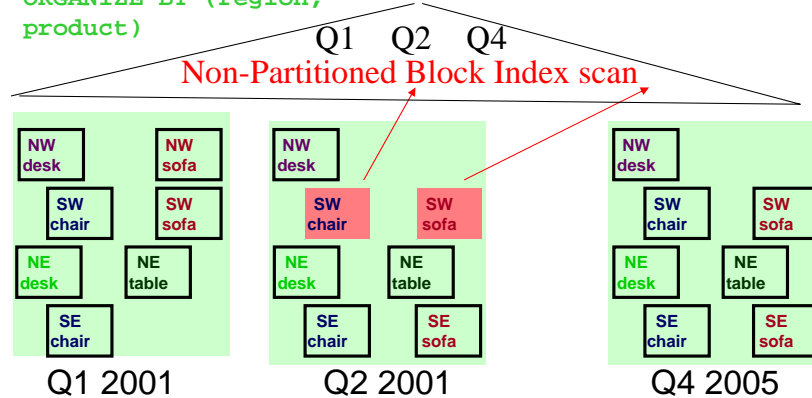 ORGANIZE BY (region,
product)
Q1 Q2 Q4
Non-Partitioned Block Index scan
NW
desk
NW
sofa
SW
chair
SW
sofa
NE
desk
NE
table
SE
chair
Q1 2001
NW
desk
SW
chair
SW
sofa
NE
desk
NE
table
SE
chair
SE
sofa
Q2 2001
NW
desk
SW
chair
SW
sofa
NE
desk
NE
table
SE
chair
SE
sofa
Q4 2005